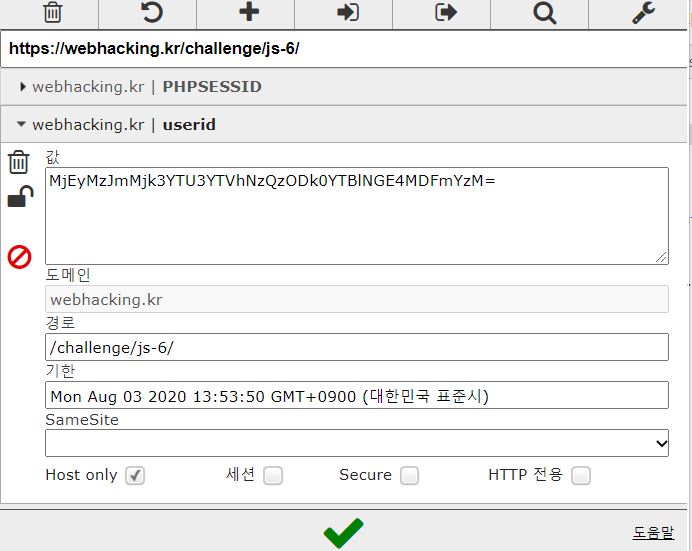 https://webhacking.kr/challenge/js-6/
webhacking.kr | PHPSESSID
webhacking.kr | userid
값
MjEyMzJmMjk3YTU3YTVhNzQzODk0YTBlNGE4MDFmYzM=
도메인
webhacking.kr
경로
/challenge/js-6/
기한
Mon Aug 03 2020 13:53:50 GMT+0900 (대한민국 표준시)
SameSite
Host only 세션 Secure HTTP 전용
도움말